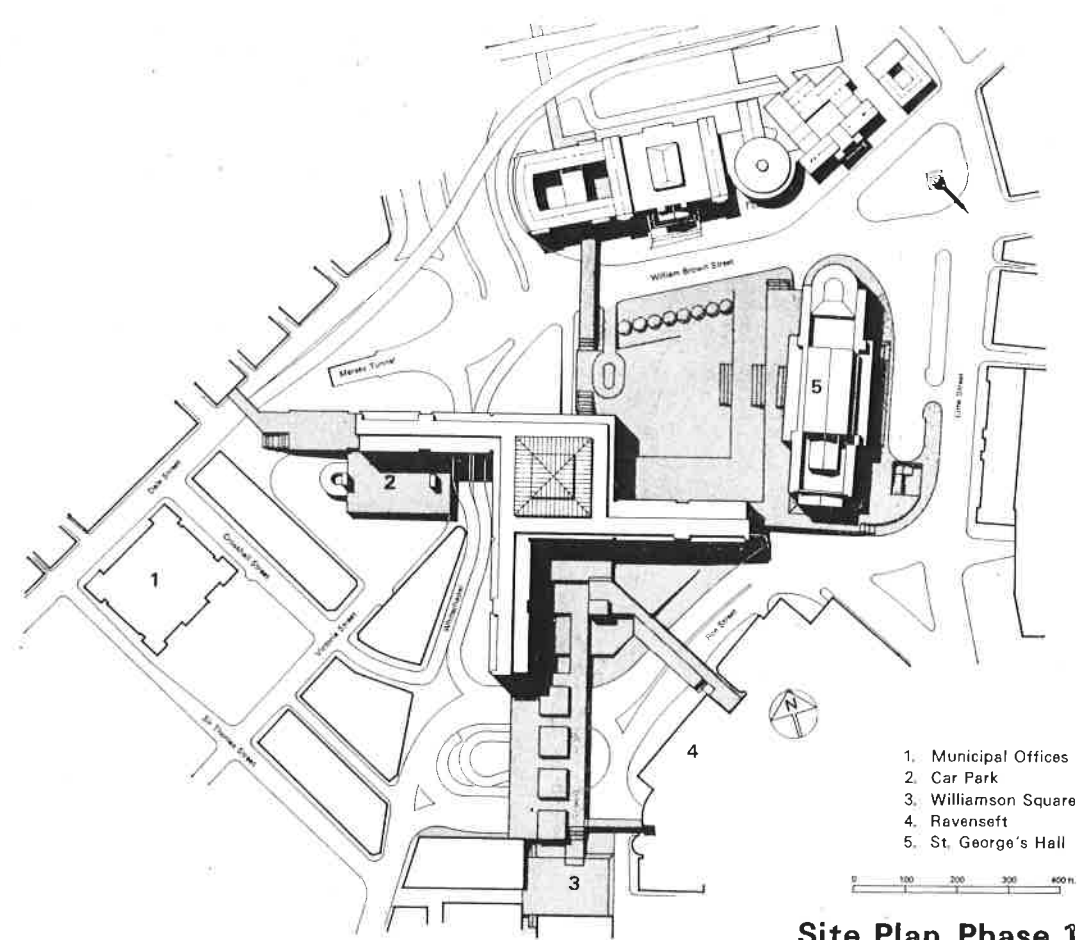 William Brown Street
Mersey Tunnel
5
Lime Street
Dale Street
2
1
Crosshall Street
Whitechapel
Victoria Street
Roe Street
Sir Thomas Street
N
4
1. Municipal Offices
2. Car Park
3. Williamson Square
4. Ravenseft
5. St. George's Hall
0 100 200 300 400 ft.
3
Site Plan Phase 1